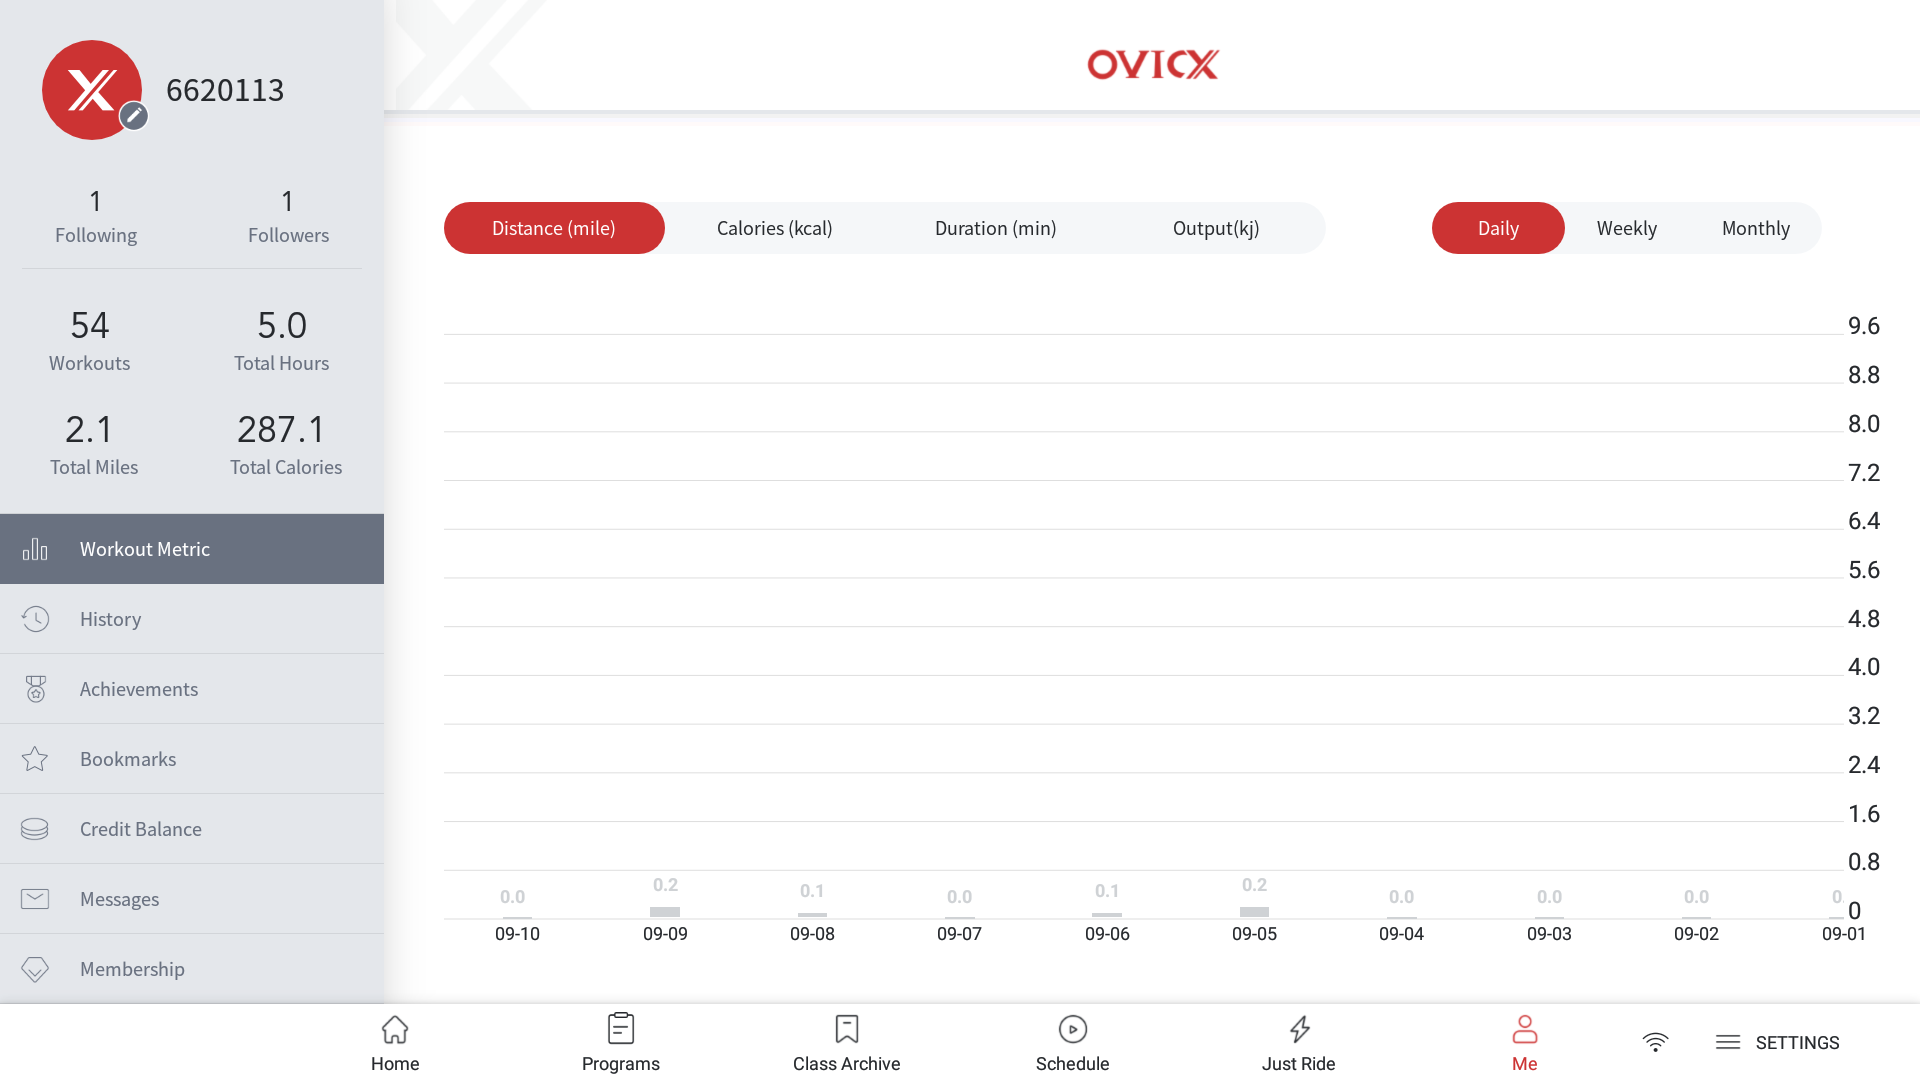 6620113
1
Following
1
Followers
54
Workouts
5.0
Total Hours
2.1
Total Miles
287.1
Total Calories
Workout Metric
History
Achievements
Bookmarks
Credit Balance
Messages
Membership
OVICX
Distance (mile) Calories (kcal) Duration (min) Output(kj)
Daily Weekly Monthly
9.6
8.8
8.0
7.2
6.4
5.6
4.8
4.0
3.2
2.4
1.6
0.8
0
0.0 0.2 0.1 0.0 0.1 0.2 0.0 0.0 0.0 0.
09-10 09-09 09-08 09-07 09-06 09-05 09-04 09-03 09-02 09-01
Home Programs Class Archive Schedule Just Ride Me SETTINGS